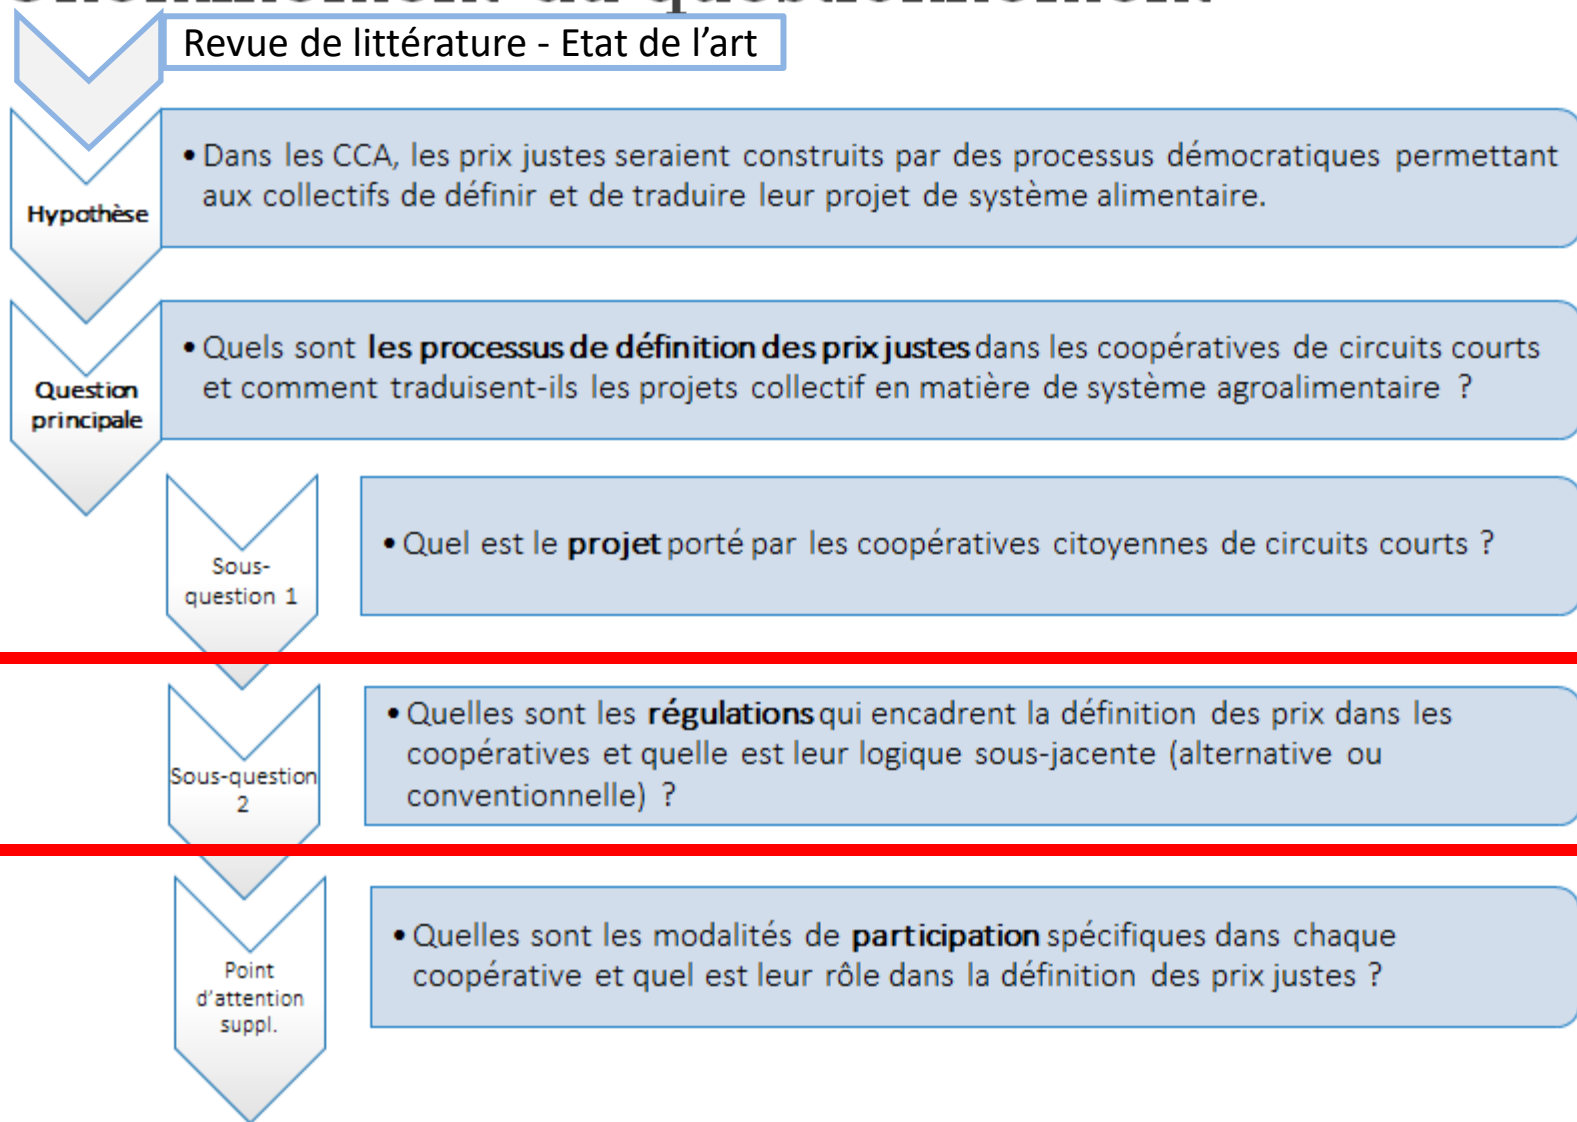 Cheminement du questionnement
Revue de littérature - Etat de l’art
Hypothèse
• Dans les CCA, les prix justes seraient construits par des processus démocratiques permettant
aux collectifs de définir et de traduire leur projet de système alimentaire.
Question
principale
• Quels sont les processus de définition des prix justes dans les coopératives de circuits courts
et comment traduisent-ils les projets collectif en matière de système agroalimentaire ?
Sous-
question 1
• Quel est le projet porté par les coopératives citoyennes de circuits courts ?
Sous-question
2
• Quelles sont les régulations qui encadrent la définition des prix dans les
coopératives et quelle est leur logique sous-jacente (alternative ou
conventionnelle) ?
Point
d’attention
suppl.
• Quelles sont les modalités de participation spécifiques dans chaque
coopérative et quel est leur rôle dans la définition des prix justes ?